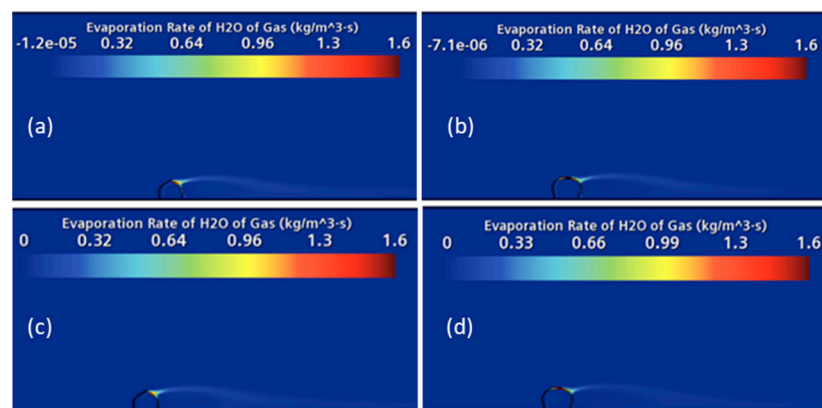 Evaporation Rate of H2O of Gas (kg/m^3-s)
-1.2e-05 0.32 0.64 0.96 1.3 1.6
(a)
Evaporation Rate of H2O of Gas (kg/m^3-s)
-7.1e-06 0.32 0.64 0.96 1.3 1.6
(b)
Evaporation Rate of H2O of Gas (kg/m^3-s)
0 0.32 0.64 0.96 1.3 1.6
(c)
Evaporation Rate of H2O of Gas (kg/m^3-s)
0 0.33 0.66 0.99 1.3 1.6
(d)